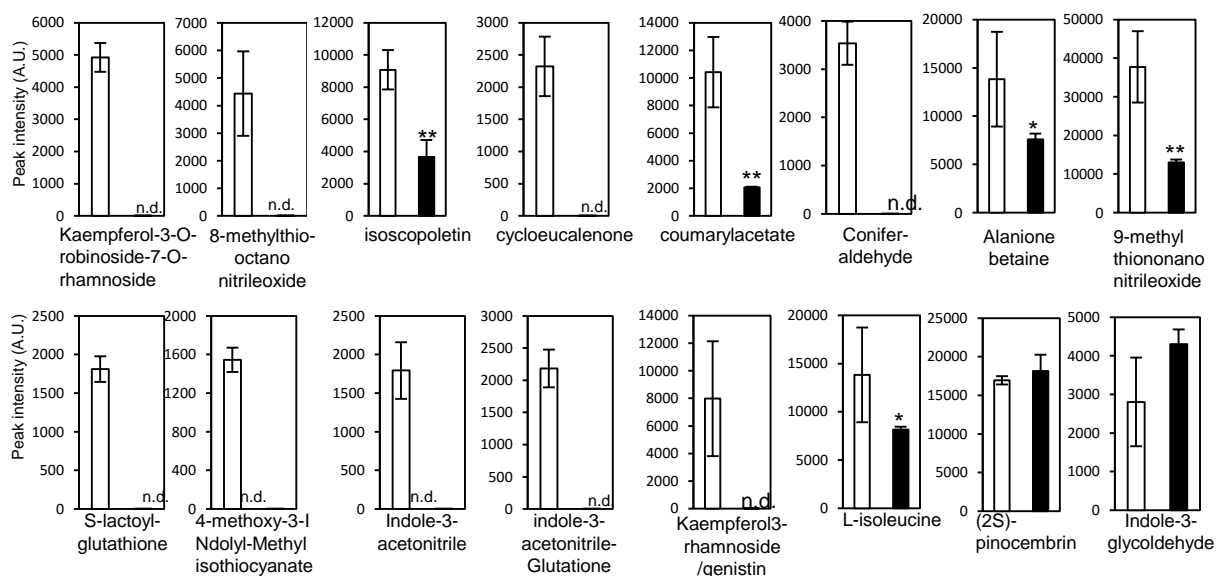 Peak intensity (A.U.)
6000
5000
4000
3000
2000
1000
0
n.d.
Kaempferol-3-O-
robinoside-7-O-
rhamnoside
7000
6000
5000
4000
3000
2000
1000
0
n.d.
8-methylthio-
octano
nitrileoxide
12000
10000
8000
6000
4000
2000
0
**
isoscopoletin
3000
2500
2000
1500
1000
500
0
cycloeucalenone
14000
12000
10000
8000
6000
4000
2000
0
**
coumarylacetate
4000
3000
2000
1000
0
n.d.
Conifer-
aldehyde
20000
15000
10000
5000
0
*
Alanione
betaine
50000
40000
30000
20000
10000
0
**
9-methyl
thiononano
nitrileoxide
Peak intensity (A.U.)
2500
2000
1500
1000
500
0
n.d.
S-lactoyl-
glutathione
2000
1600
1200
800
400
0
n.d.
4-methoxy-3-I
Ndolyl-Methyl
isothiocyanate
2500
2000
1500
1000
500
0
n.d.
Indole-3-
acetonitrile
3000
2500
2000
1500
1000
500
0
n.d
indole-3-
acetonitrile-
Glutatione
14000
12000
10000
8000
6000
4000
2000
0
n.d.
Kaempferol3-
rhamnoside
/genistin
20000
15000
10000
5000
0
*
L-isoleucine
25000
20000
15000
10000
5000
0
(2S)-
pinocembrin
5000
4000
3000
2000
1000
0
Indole-3-
glycoldehyde